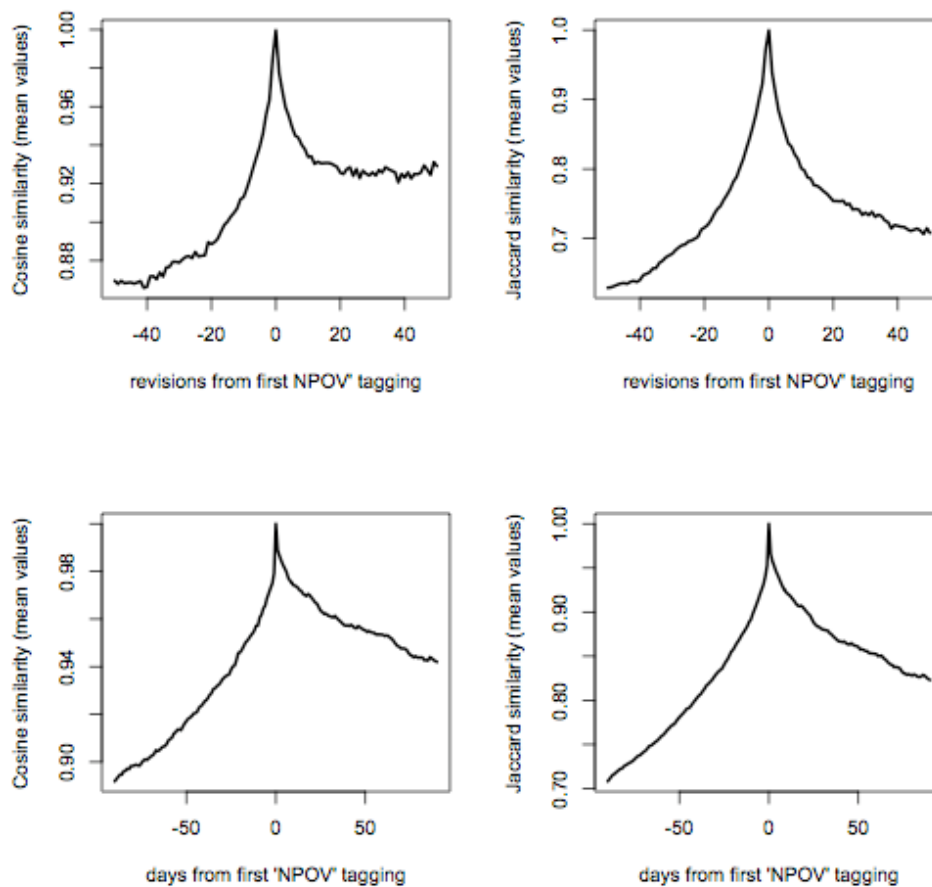 Cosine similarity (mean values)
1.00
0.96
0.92
0.88
-40 -20 0 20 40
revisions from first NPOV' tagging
Jaccard similarity (mean values)
1.0
0.9
0.8
0.7
-40 -20 0 20 40
revisions from first NPOV' tagging
Cosine similarity (mean values)
0.98
0.94
0.90
-50 0 50
days from first 'NPOV' tagging
Jaccard similarity (mean values)
1.00
0.90
0.80
0.70
-50 0 50
days from first 'NPOV' tagging